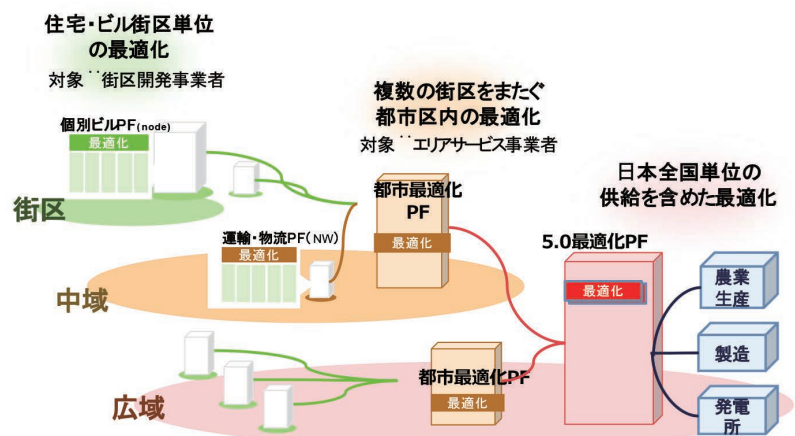 住宅・ビル街区単位
の最適化
対象：街区開発事業者
個別ビルPF(node)
最適化
街区
複数の街区をまたぐ
都市区内の最適化
対象：エリアサービス事業者
都市最適化
PF
最適化
運輸・物流PF(NW)
最適化
中域
日本全国単位の
供給を含めた最適化
5.0最適化PF
最適化
農業
生産
製造
発電
所
都市最適化PF
最適化
広域